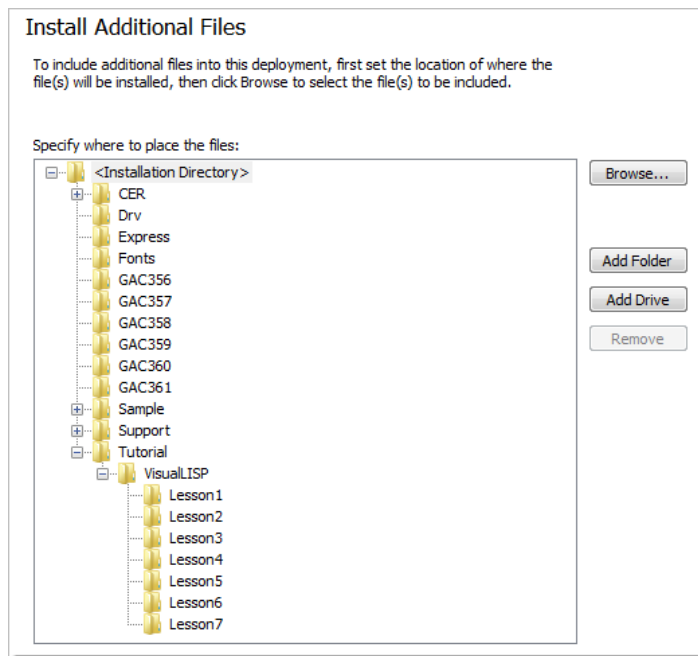 Install Additional Files
To include additional files into this deployment, first set the location of where the
file(s) will be installed, then click Browse to select the file(s) to be included.
Specify where to place the files:
<Installation Directory>
CER
Drv
Express
Fonts
GAC356
GAC357
GAC358
GAC359
GAC360
GAC361
Sample
Support
Tutorial
VisualLISP
Lesson1
Lesson2
Lesson3
Lesson4
Lesson5
Lesson6
Lesson7
Browse...
Add Folder
Add Drive
Remove